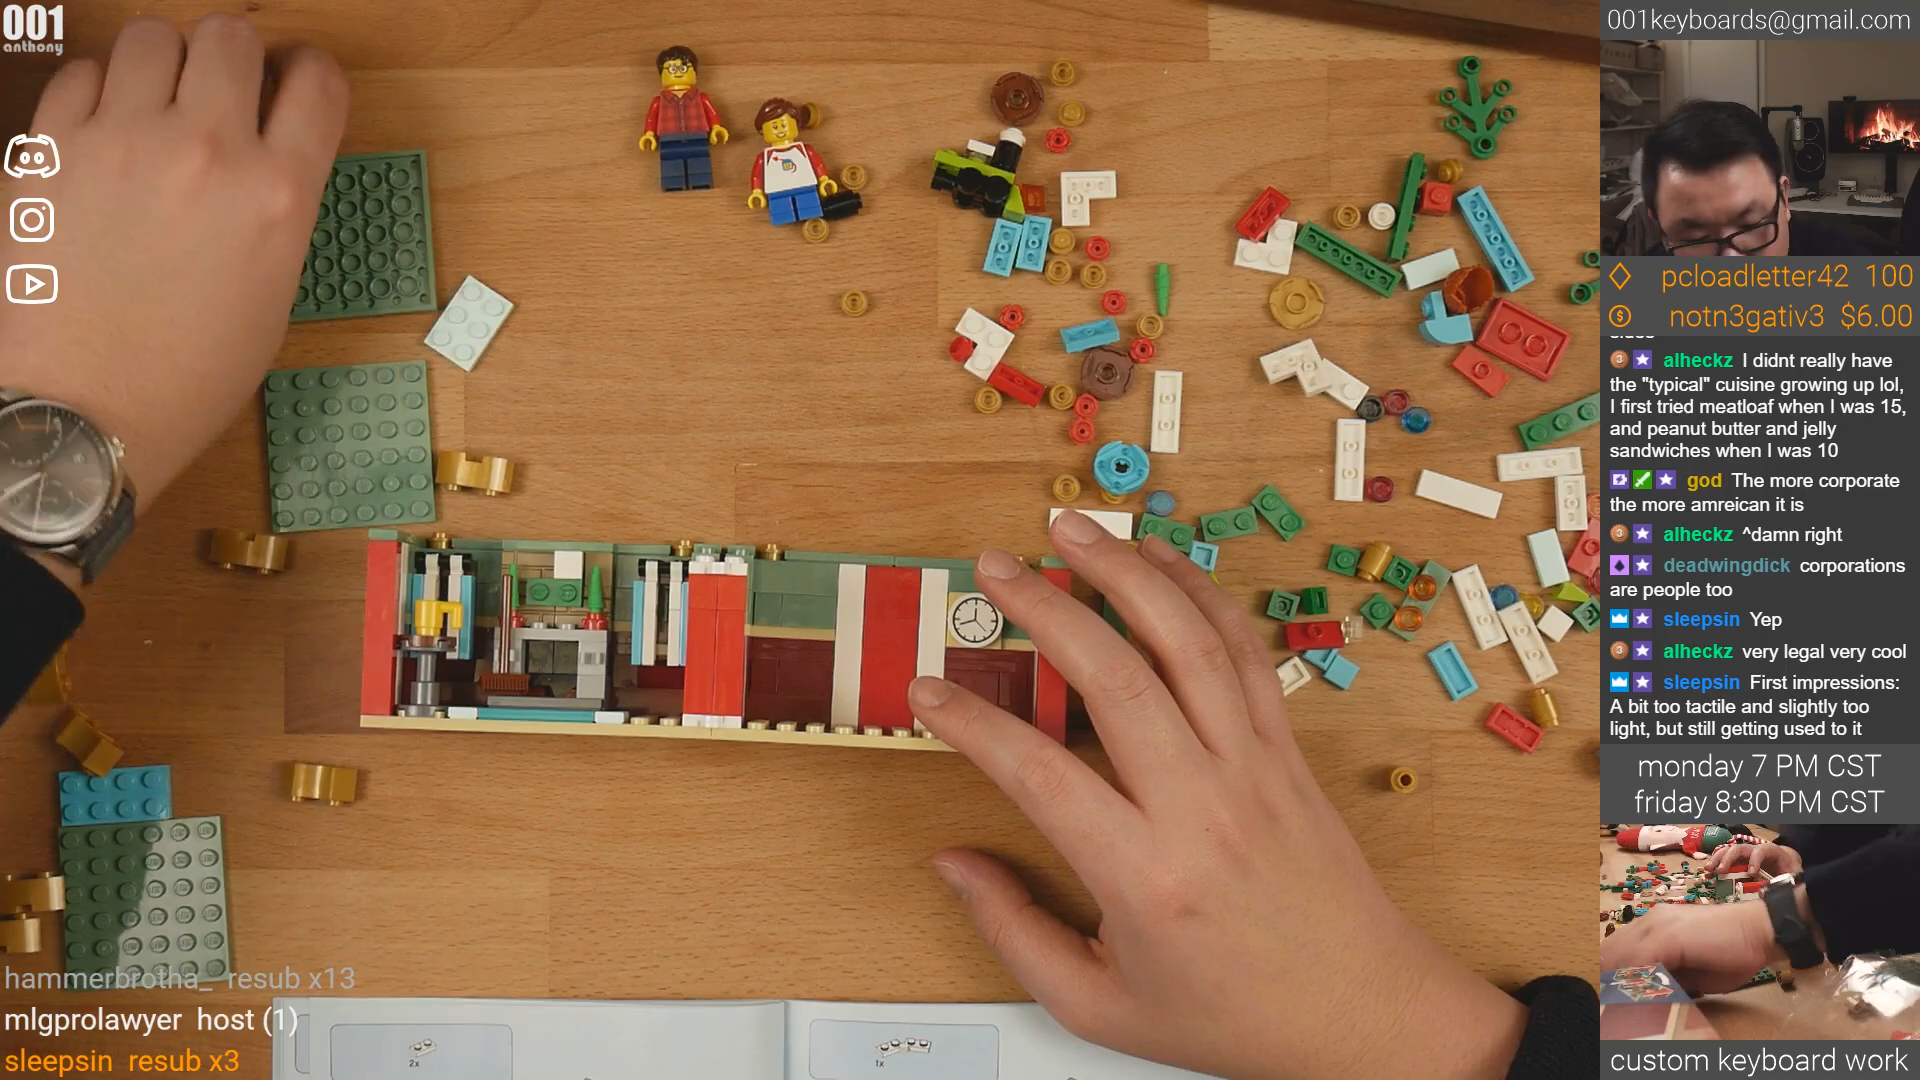 001
anthony
hammerbrotha_ resub x13
mlgprolawyer host (1)
sleepsin resub x3
2x
1x
001keyboards@gmail.com
pcloadletter42 100
notn3gativ3 $6.00
alheckz I didnt really have
the "typical" cuisine growing up lol,
I first tried meatloaf when I was 15,
and peanut butter and jelly
sandwiches when I was 10
god The more corporate
the more amreican it is
alheckz ^damn right
deadwingdick corporations
are people too
sleepsin Yep
alheckz very legal very cool
sleepsin First impressions:
A bit too tactile and slightly too
light, but still getting used to it
monday 7 PM CST
friday 8:30 PM CST
custom keyboard work